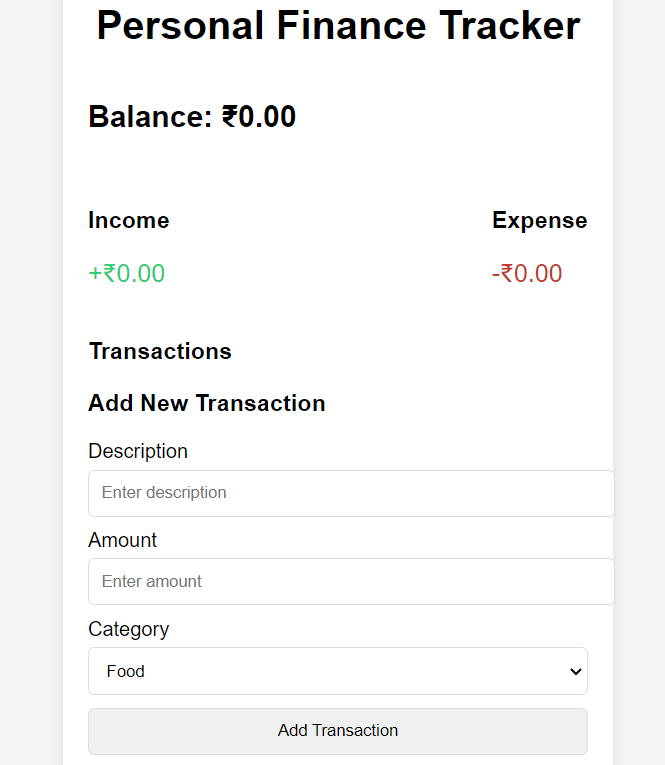 Personal Finance Tracker
Balance: ₹0.00
Income
Expense
+₹0.00
-₹0.00
Transactions
Add New Transaction
Description
Enter description
Amount
Enter amount
Category
Food
Add Transaction